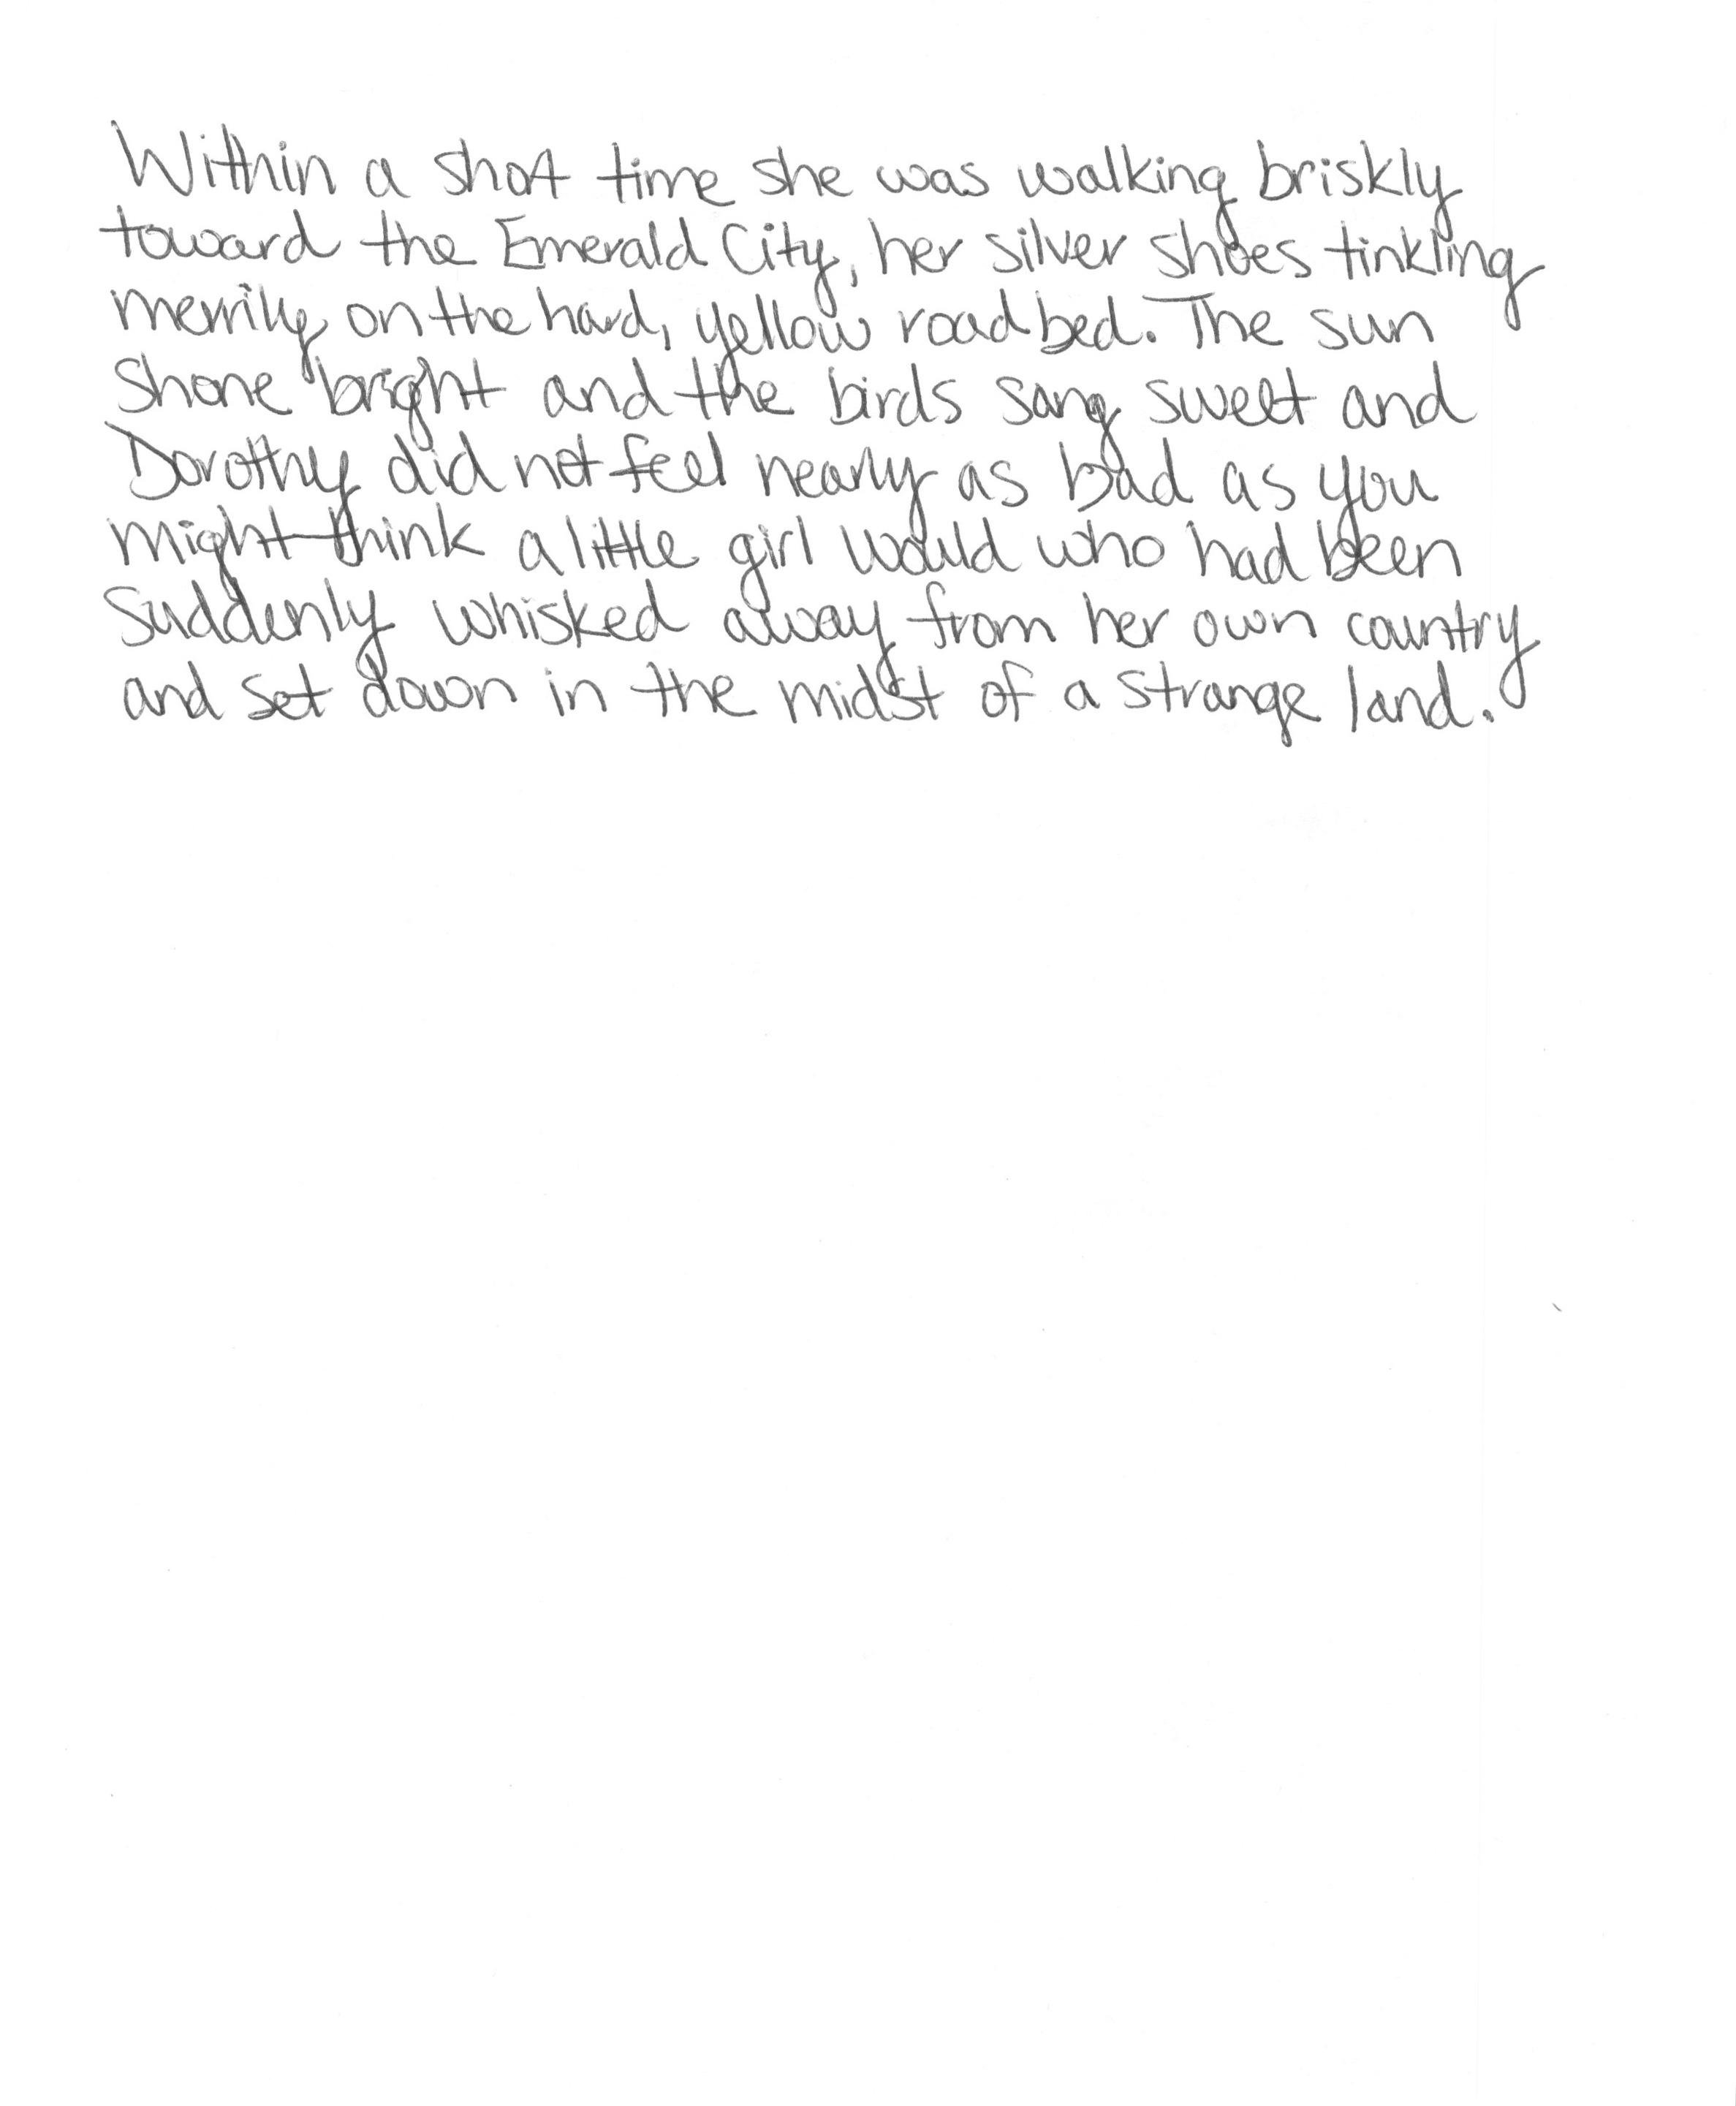 Within a short time she was walking briskly
toward the Emerald City, her silver shoes tinkling
merrily on the hard, yellow roadbed. The sun
shone bright and the birds sang sweet and
Dorothy did not feel nearly as bad as you
might think a little girl would who had been
suddenly whisked away from her own country
and set down in the midst of a strange land.